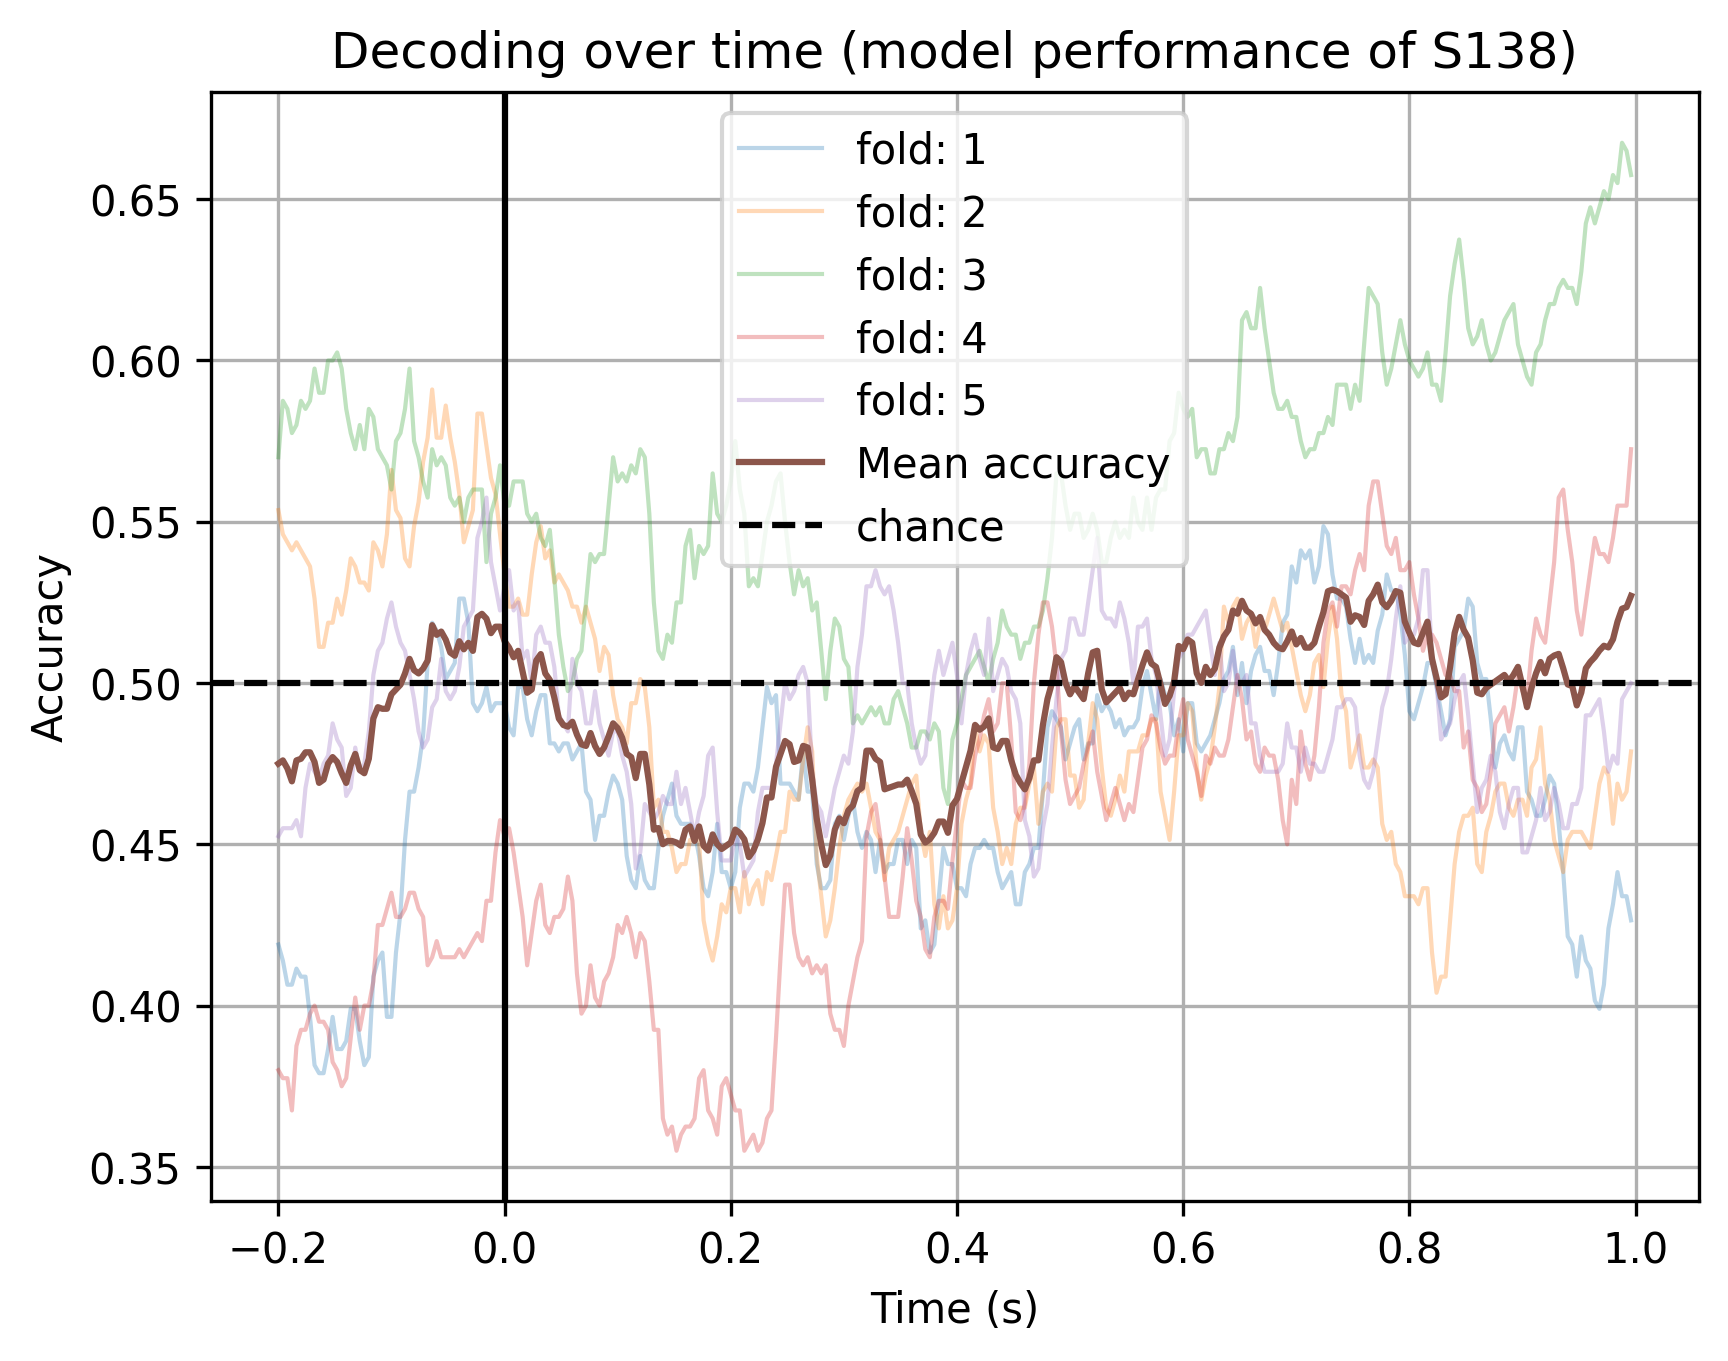 Decoding over time (model performance of S138)
fold: 1
fold: 2
fold: 3
fold: 4
fold: 5
Mean accuracy
chance
Accuracy
0.65
0.60
0.55
0.50
0.45
0.40
0.35
−0.2
0.0
0.2
0.4
0.6
0.8
1.0
Time (s)